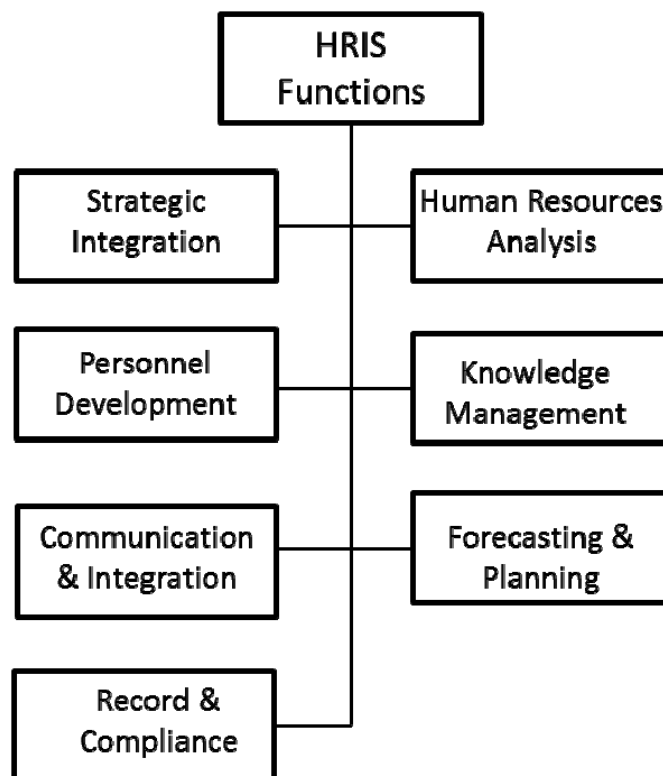 HRIS
Functions
Strategic
Integration
Human Resources
Analysis
Personnel
Development
Knowledge
Management
Communication
& Integration
Forecasting &
Planning
Record &
Compliance